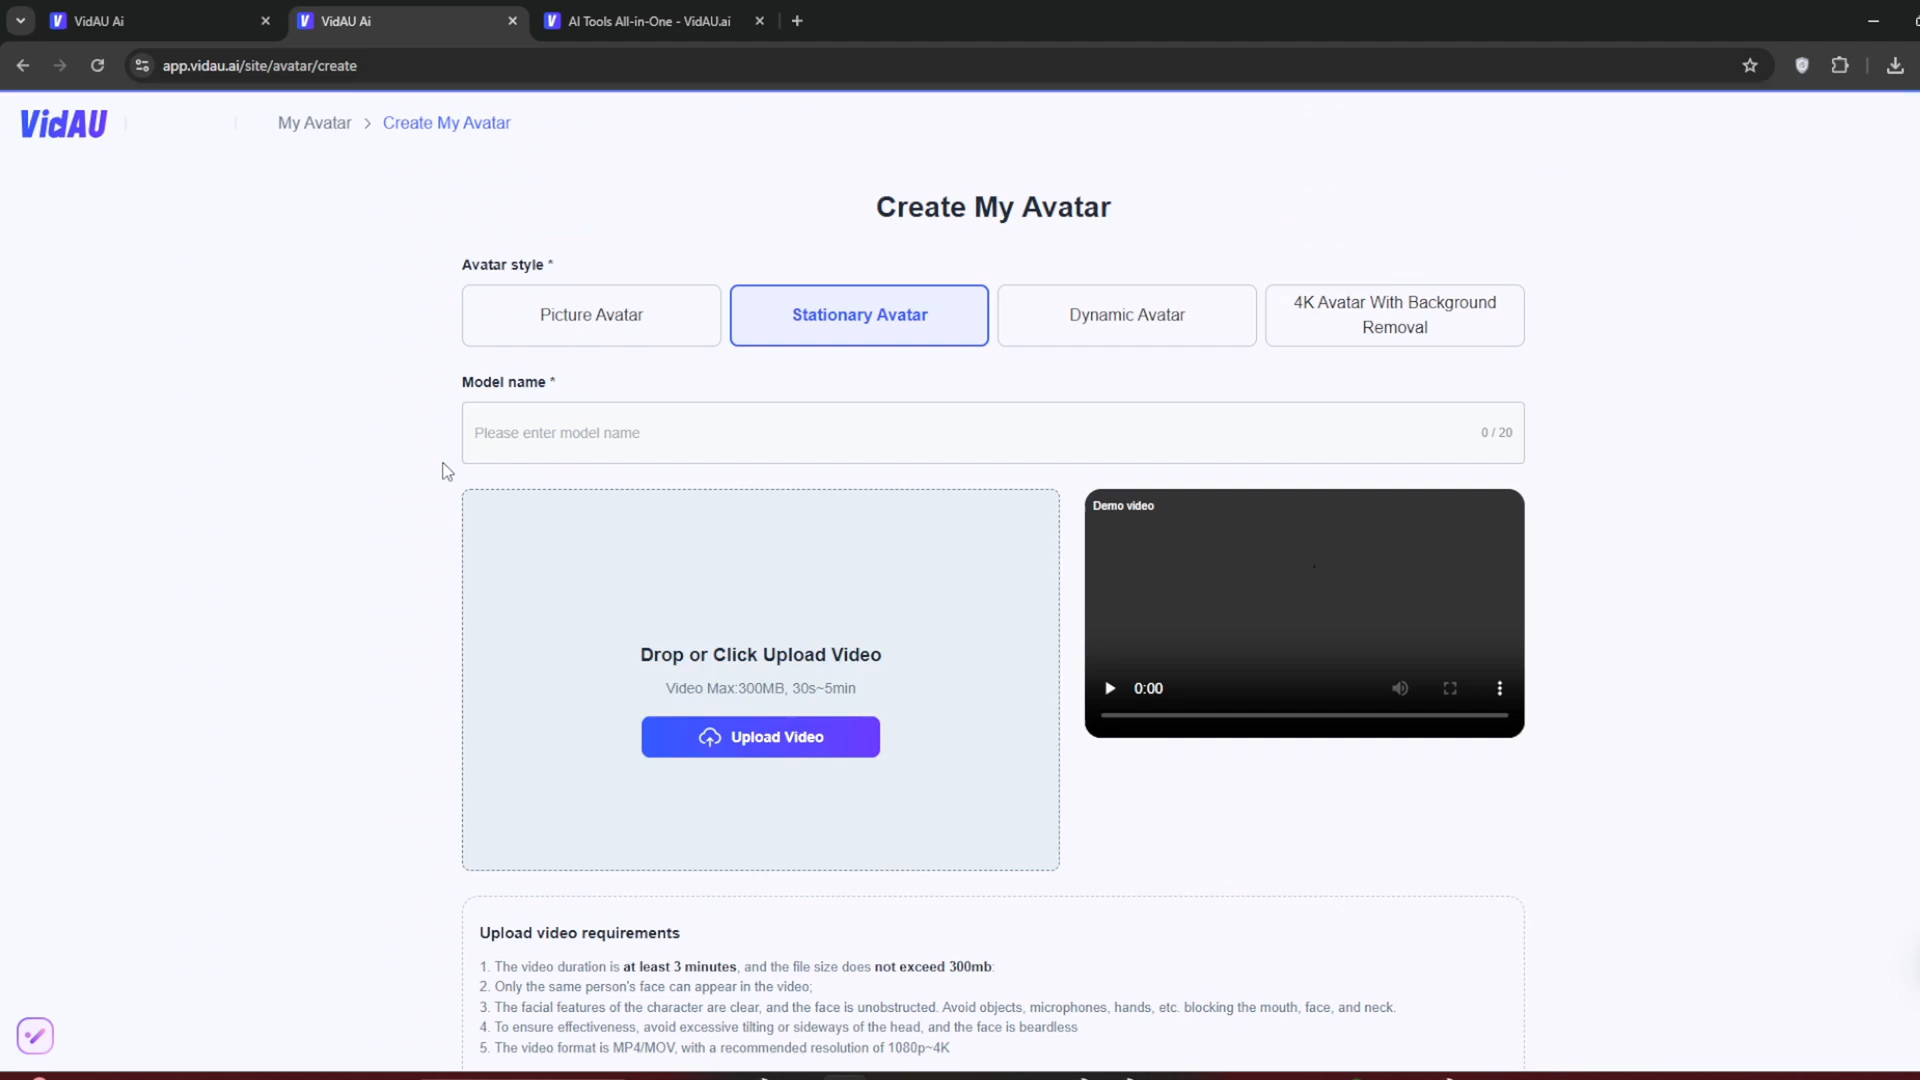 VidAU Ai
VidAU Ai
AI Tools All-in-One - VidAU.ai
app.vidau.ai/site/avatar/create
VidAU
My Avatar > Create My Avatar
Create My Avatar
Avatar style *
Picture Avatar
Stationary Avatar
Dynamic Avatar
4K Avatar With Background
Removal
Model name *
Please enter model name
0 / 20
Demo video
Drop or Click Upload Video
Video Max:300MB, 30s~5min
Upload Video
0:00
Upload video requirements
1. The video duration is at least 3 minutes, and the file size does not exceed 300mb:
2. Only the same person's face can appear in the video;
3. The facial features of the character are clear, and the face is unobstructed. Avoid objects, microphones, hands, etc. blocking the mouth, face, and neck.
4. To ensure effectiveness, avoid excessive tilting or sideways of the head, and the face is beardless
5. The video format is MP4/MOV, with a recommended resolution of 1080p~4K